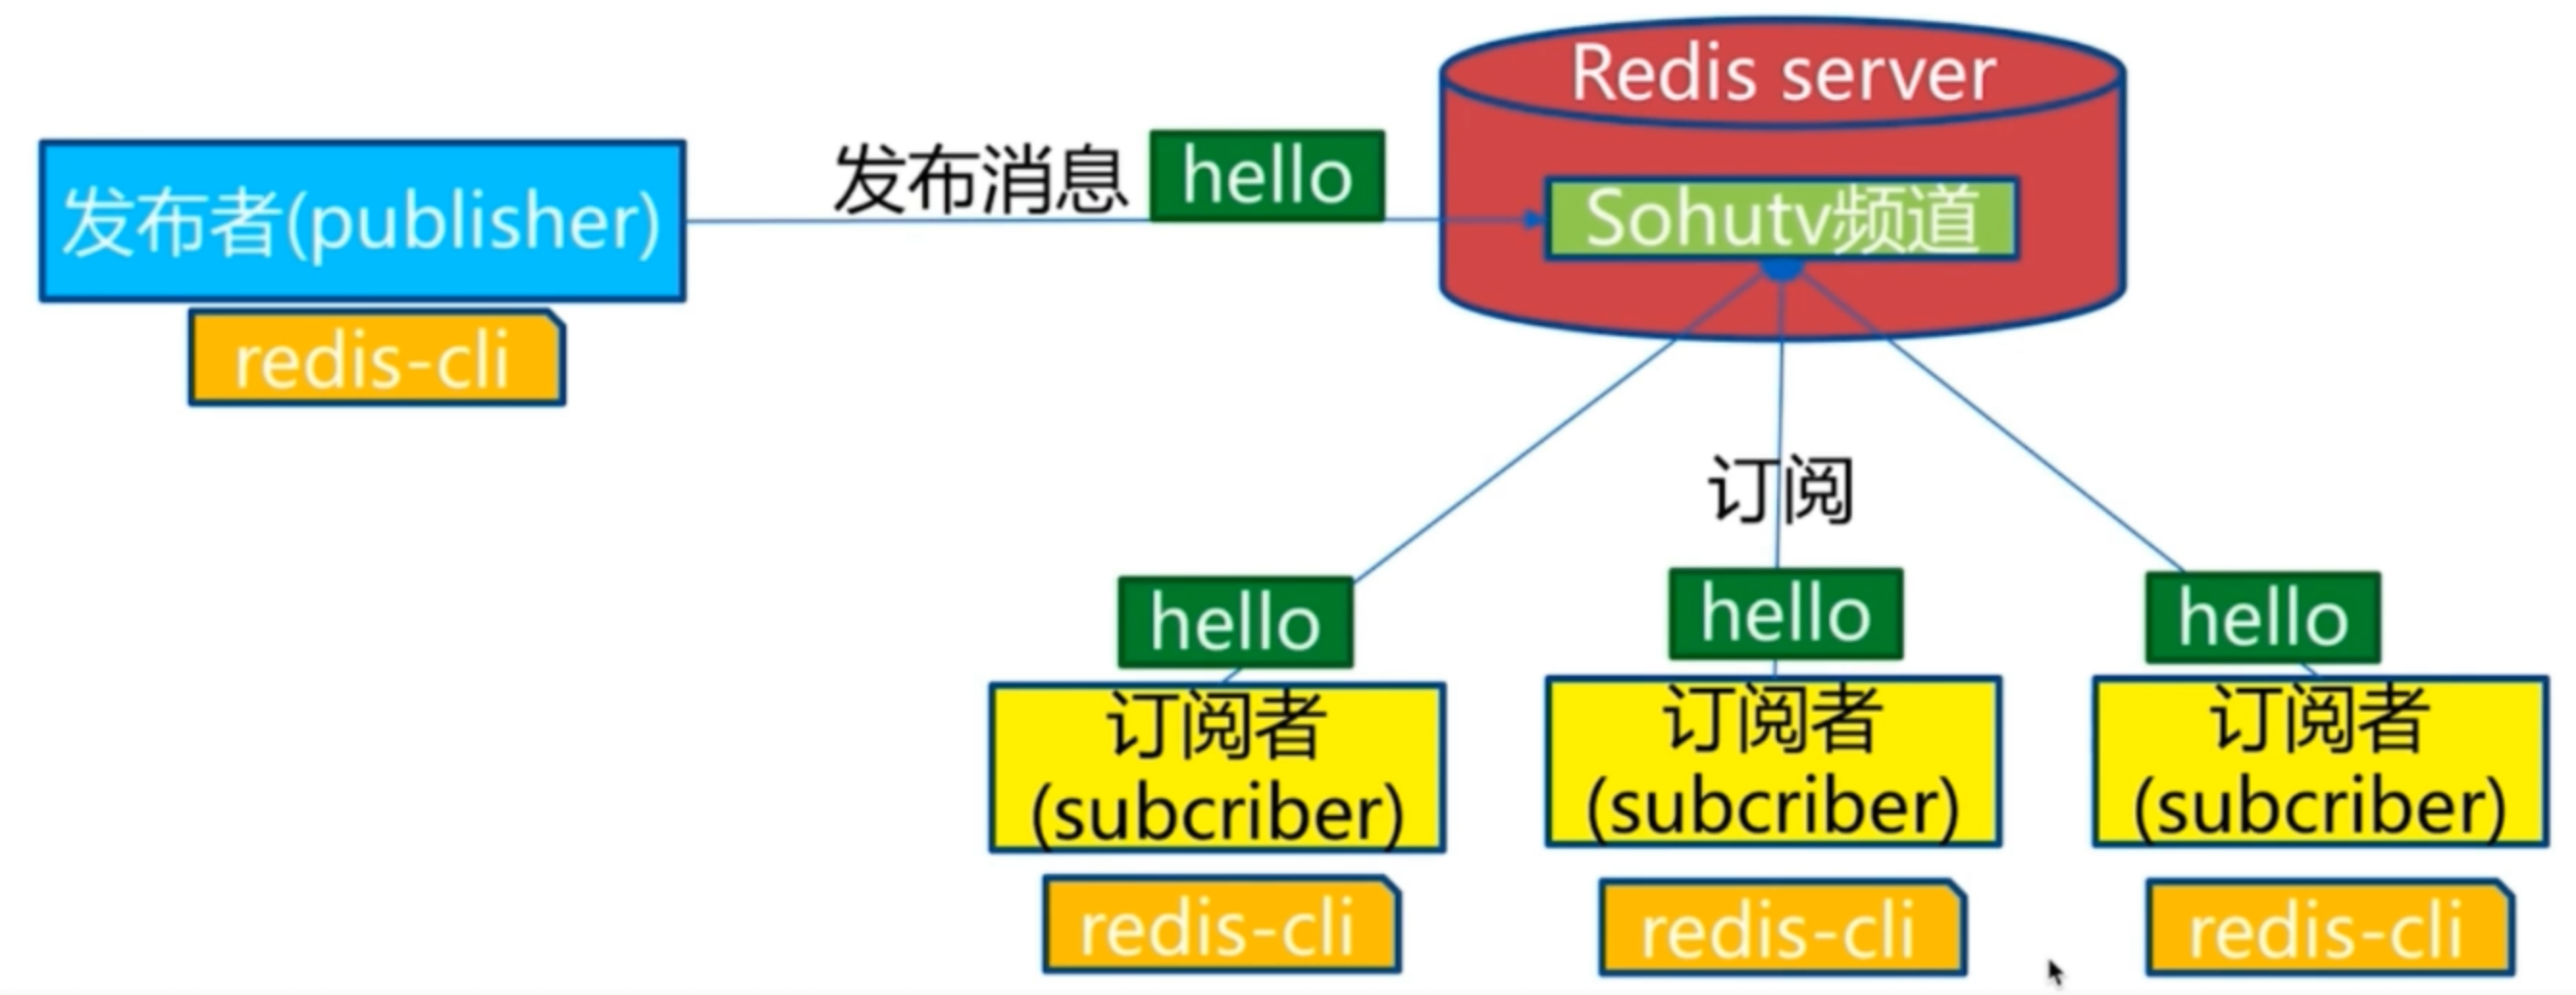 Redis server
发布消息
hello
发布者(publisher)
Sohutv频道
redis-cli
订阅
hello
hello
hello
订阅者
(subcriber)
订阅者
(subcriber)
订阅者
(subcriber)
redis-cli
redis-cli
redis-cli